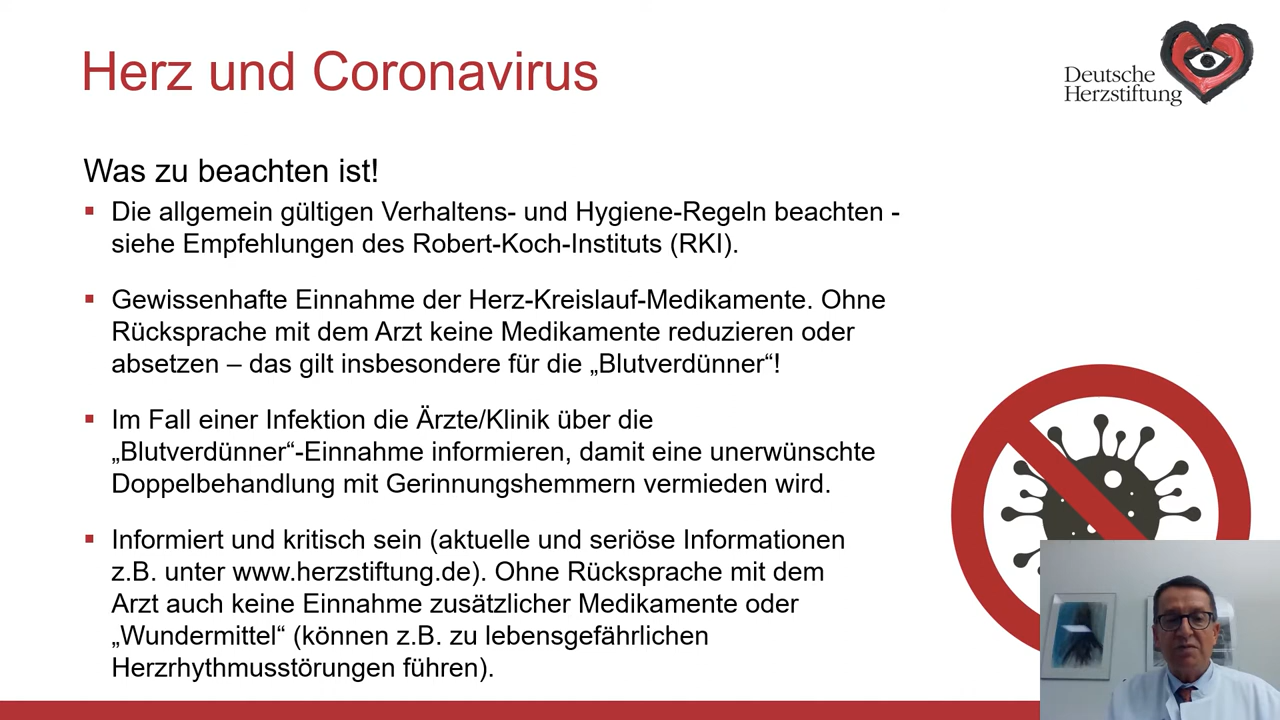 Herz und Coronavirus
Deutsche
Herzstiftung
Was zu beachten ist!
▪ Die allgemein gültigen Verhaltens- und Hygiene-Regeln beachten -
siehe Empfehlungen des Robert-Koch-Instituts (RKI).
▪ Gewissenhafte Einnahme der Herz-Kreislauf-Medikamente. Ohne
Rücksprache mit dem Arzt keine Medikamente reduzieren oder
absetzen – das gilt insbesondere für die „Blutverdünner“!
▪ Im Fall einer Infektion die Ärzte/Klinik über die
„Blutverdünner“-Einnahme informieren, damit eine unerwünschte
Doppelbehandlung mit Gerinnungshemmern vermieden wird.
▪ Informiert und kritisch sein (aktuelle und seriöse Informationen
z.B. unter www.herzstiftung.de). Ohne Rücksprache mit dem
Arzt auch keine Einnahme zusätzlicher Medikamente oder
„Wundermittel“ (können z.B. zu lebensgefährlichen
Herzrhythmusstörungen führen).